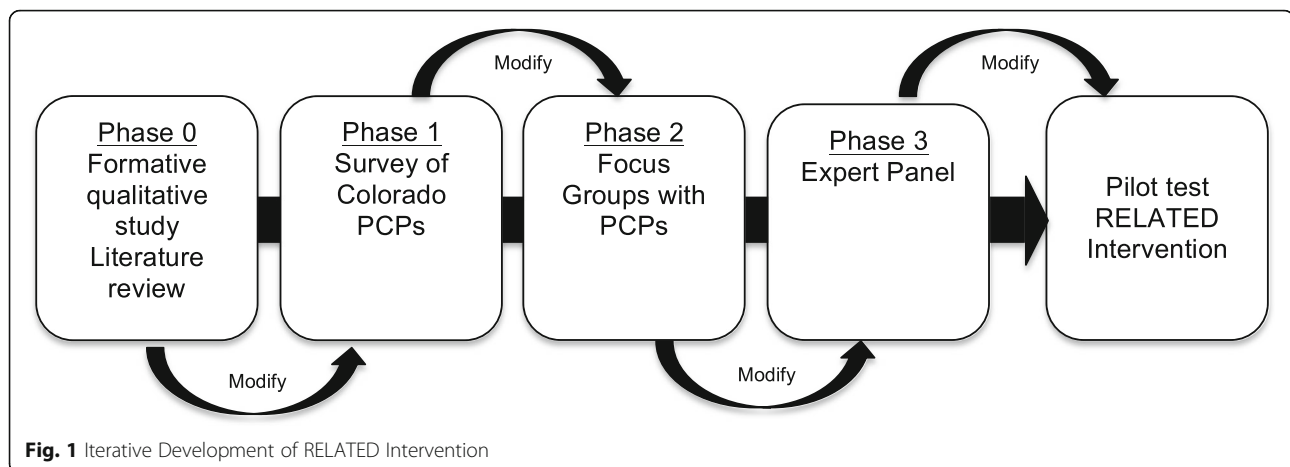 Modify
Modify
Phase 0
Formative
qualitative
study
Literature
review
Phase 1
Survey of
Colorado
PCPs
Phase 2
Focus
Groups with
PCPs
Phase 3
Expert Panel
Pilot test
RELATED
Intervention
Modify
Modify
Fig. 1 Iterative Development of RELATED Intervention